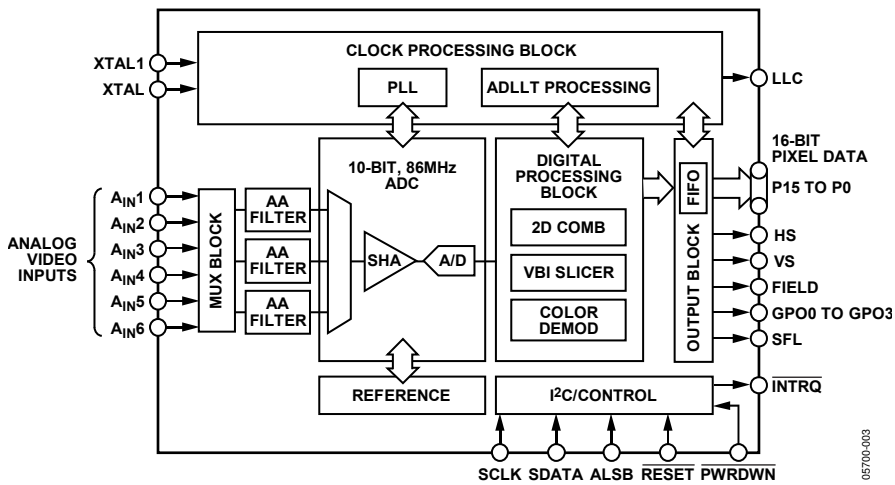 CLOCK PROCESSING BLOCK
XTAL1
XTAL
PLL
ADLLT PROCESSING
LLC
16-BIT
PIXEL DATA
P15 TO P0
10-BIT, 86MHz
ADC
DIGITAL
PROCESSING
BLOCK
FIFO
OUTPUT BLOCK
ANALOG
VIDEO
INPUTS
AIN1
AIN2
AIN3
AIN4
AIN5
AIN6
MUX BLOCK
AA
FILTER
AA
FILTER
AA
FILTER
SHA
A/D
2D COMB
VBI SLICER
COLOR
DEMOD
HS
VS
FIELD
GPO0 TO GPO3
SFL
REFERENCE
I2C/CONTROL
INTRQ
SCLK SDATA ALSB RESET PWRDWN
05700-003